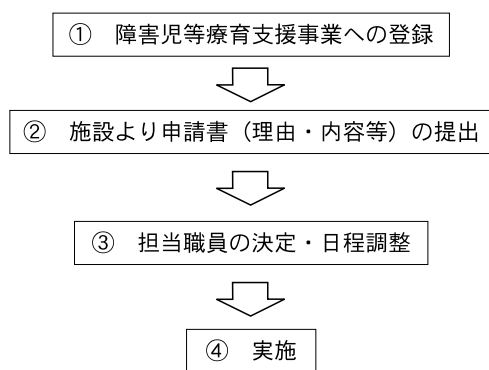 ① 障害児等療育支援事業への登録
② 施設より申請書（理由・内容等）の提出
③ 担当職員の決定・日程調整
④ 実施